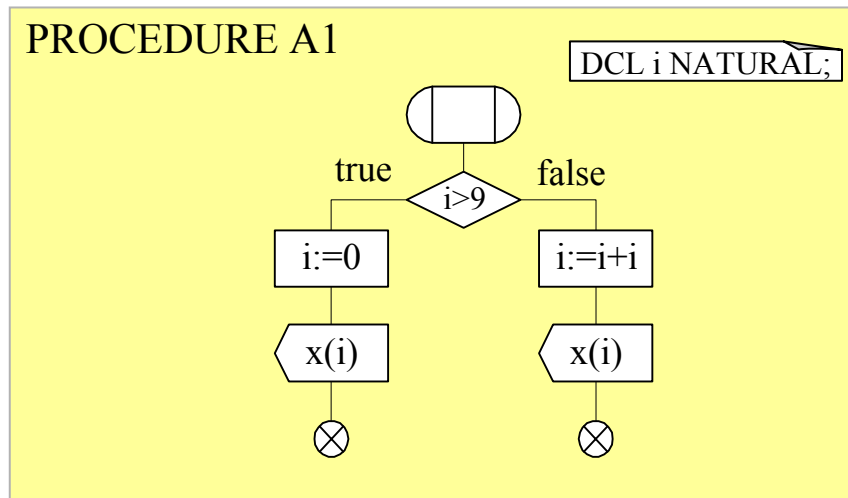 PROCEDURE A1
DCL i NATURAL;
true
false
i>9
i:=0
i:=i+i
x(i)
x(i)